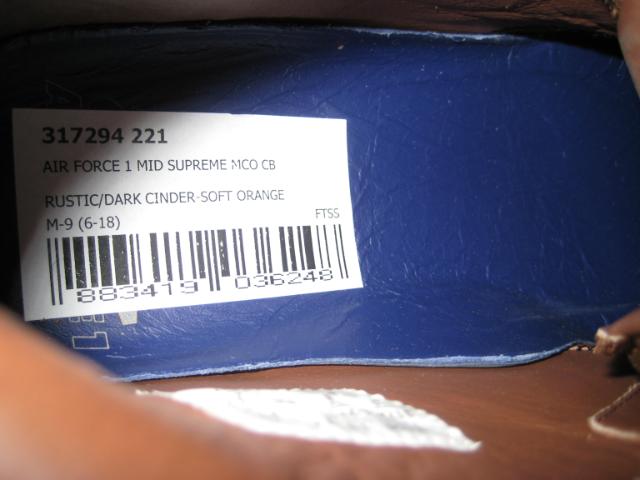 317294 221
AIR FORCE 1 MID SUPREME MCO CB
RUSTIC/DARK CINDER-SOFT ORANGE
M-9 (6-18)
FTSS
883419 036248